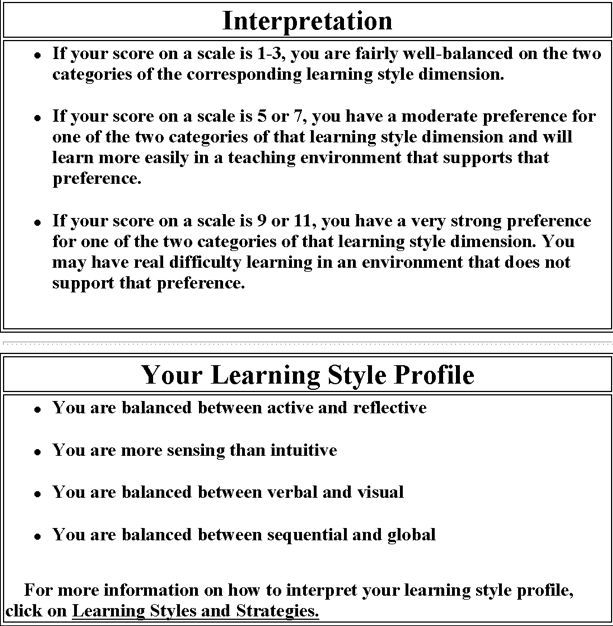 Interpretation
• If your score on a scale is 1-3, you are fairly well-balanced on the two
categories of the corresponding learning style dimension.
• If your score on a scale is 5 or 7, you have a moderate preference for
one of the two categories of that learning style dimension and will
learn more easily in a teaching environment that supports that
preference.
• If your score on a scale is 9 or 11, you have a very strong preference
for one of the two categories of that learning style dimension. You
may have real difficulty learning in an environment that does not
support that preference.
Your Learning Style Profile
• You are balanced between active and reflective
• You are more sensing than intuitive
• You are balanced between verbal and visual
• You are balanced between sequential and global
For more information on how to interpret your learning style profile,
click on Learning Styles and Strategies.